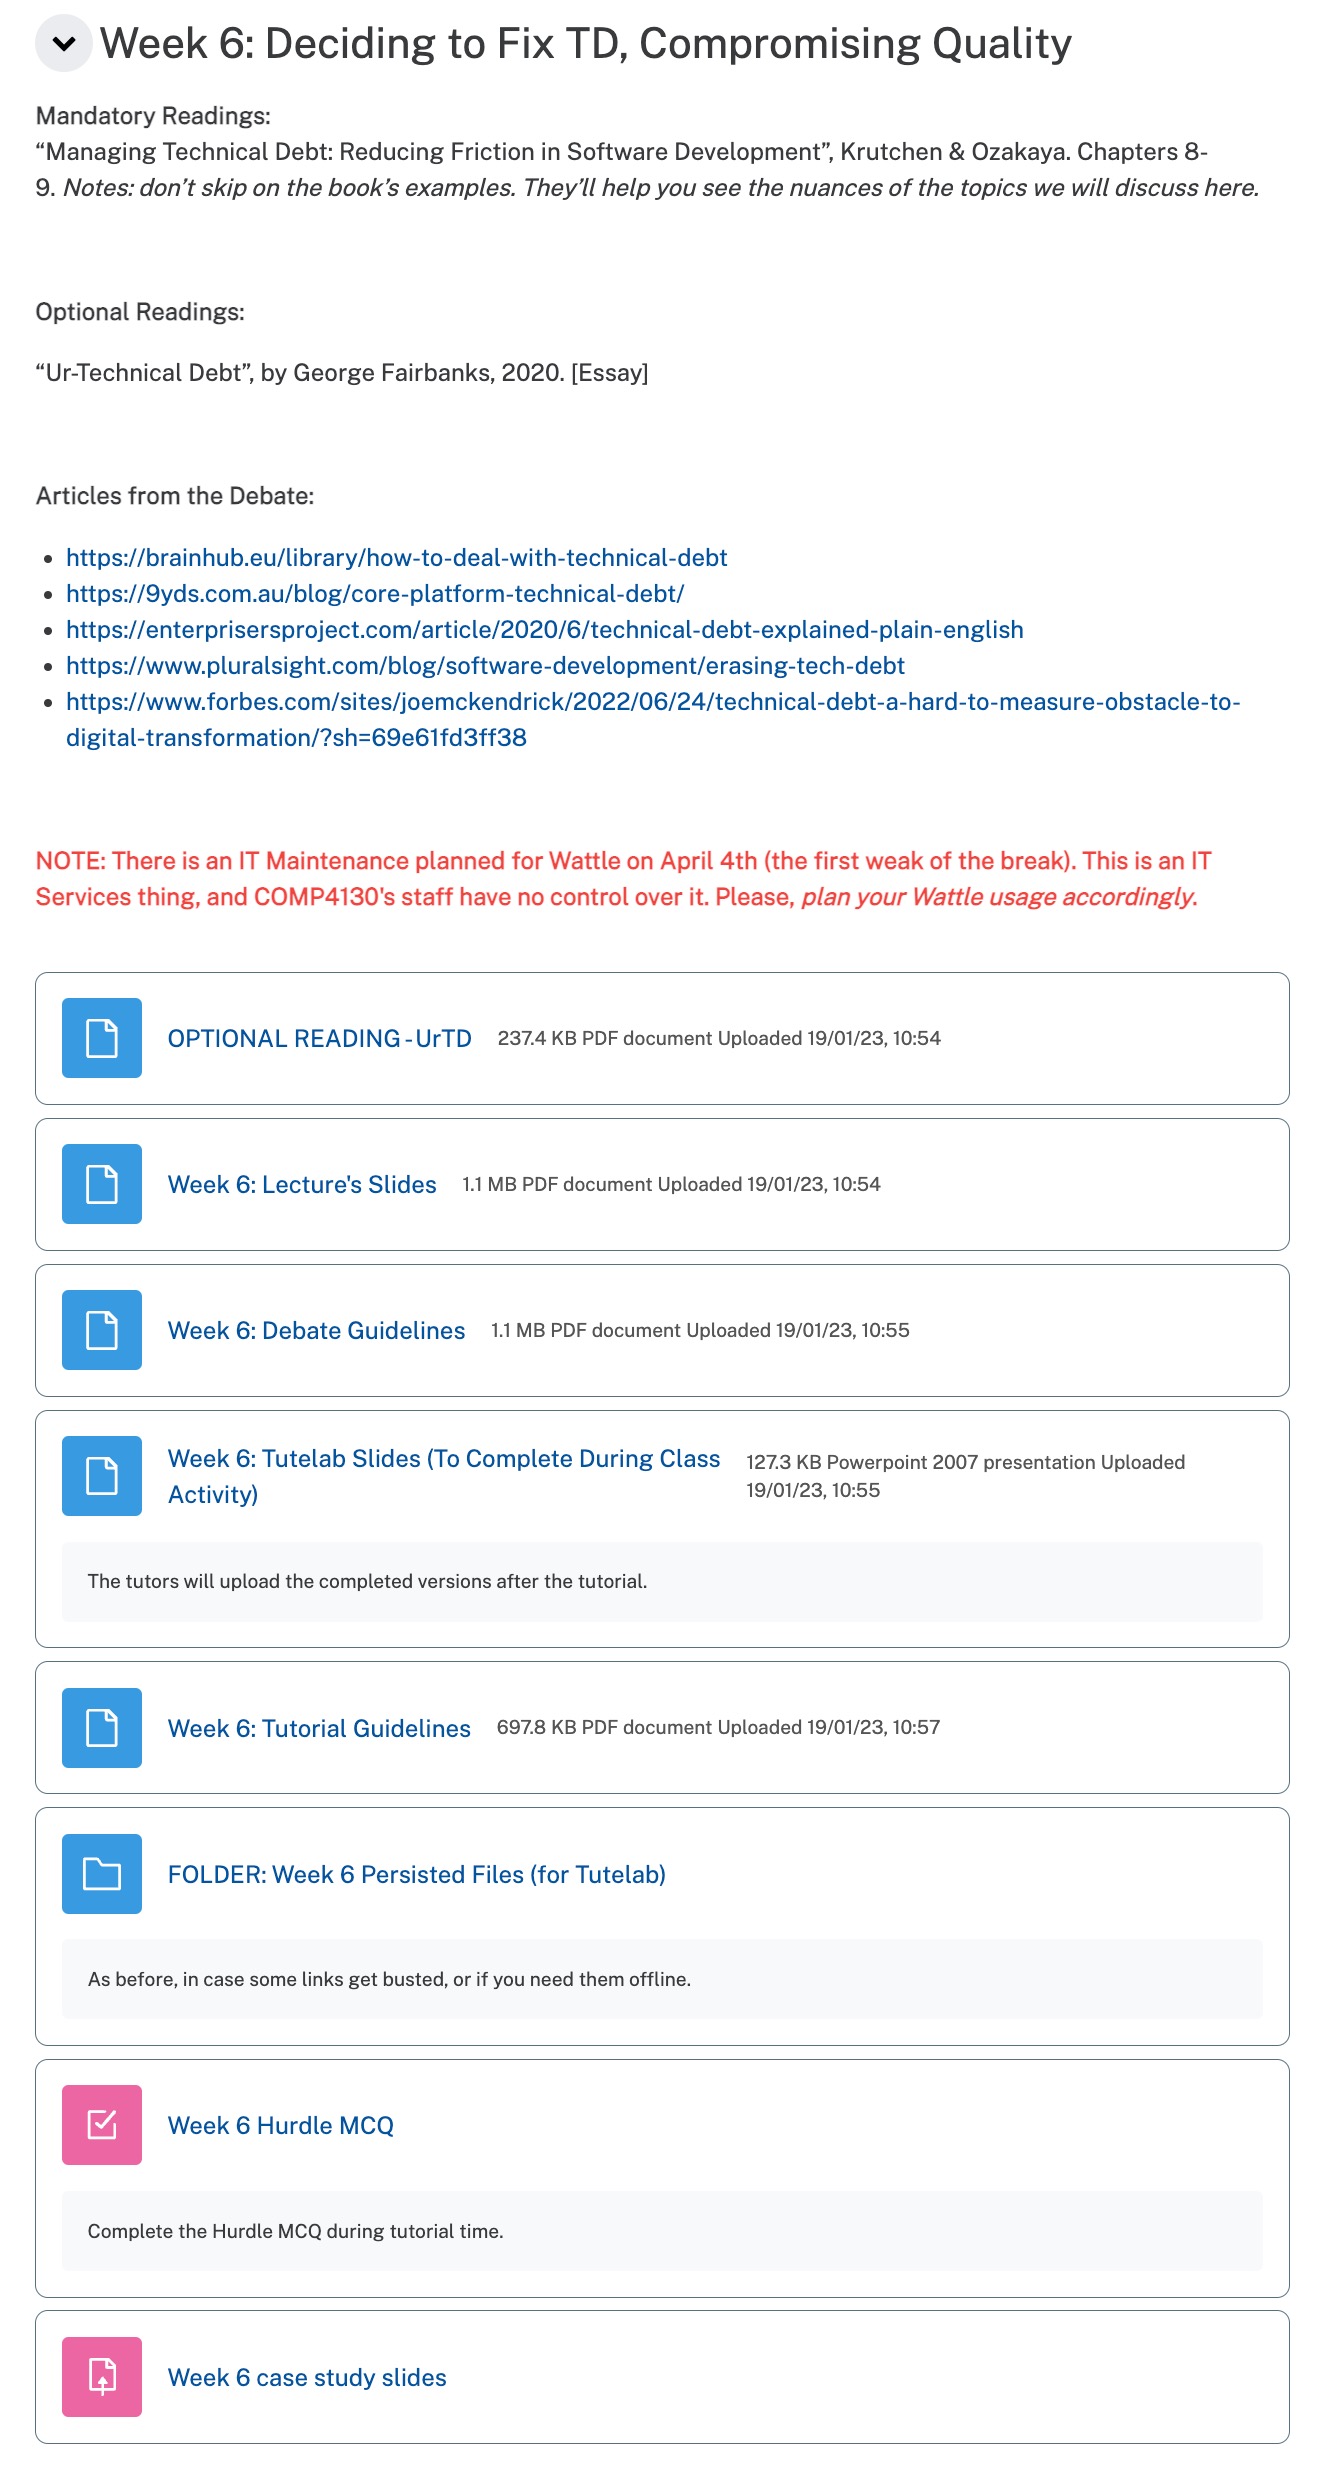 Week 6: Deciding to Fix TD, Compromising Quality
Mandatory Readings:
“Managing Technical Debt: Reducing Friction in Software Development”, Krutchen & Ozakaya. Chapters 8-
9. Notes: don’t skip on the book’s examples. They’ll help you see the nuances of the topics we will discuss here.
Optional Readings:
“Ur-Technical Debt”, by George Fairbanks, 2020. [Essay]
Articles from the Debate:
https://brainhub.eu/library/how-to-deal-with-technical-debt
https://9yds.com.au/blog/core-platform-technical-debt/
https://enterprisersproject.com/article/2020/6/technical-debt-explained-plain-english
https://www.pluralsight.com/blog/software-development/erasing-tech-debt
https://www.forbes.com/sites/joemckendrick/2022/06/24/technical-debt-a-hard-to-measure-obstacle-to-
digital-transformation/?sh=69e61fd3ff38
NOTE: There is an IT Maintenance planned for Wattle on April 4th (the first weak of the break). This is an IT
Services thing, and COMP4130's staff have no control over it. Please, plan your Wattle usage accordingly.
OPTIONAL READING - UrTD 237.4 KB PDF document Uploaded 19/01/23, 10:54
Week 6: Lecture's Slides 1.1 MB PDF document Uploaded 19/01/23, 10:54
Week 6: Debate Guidelines 1.1 MB PDF document Uploaded 19/01/23, 10:55
Week 6: Tutelab Slides (To Complete During Class
Activity)
127.3 KB Powerpoint 2007 presentation Uploaded
19/01/23, 10:55
The tutors will upload the completed versions after the tutorial.
Week 6: Tutorial Guidelines 697.8 KB PDF document Uploaded 19/01/23, 10:57
FOLDER: Week 6 Persisted Files (for Tutelab)
As before, in case some links get busted, or if you need them offline.
Week 6 Hurdle MCQ
Complete the Hurdle MCQ during tutorial time.
Week 6 case study slides